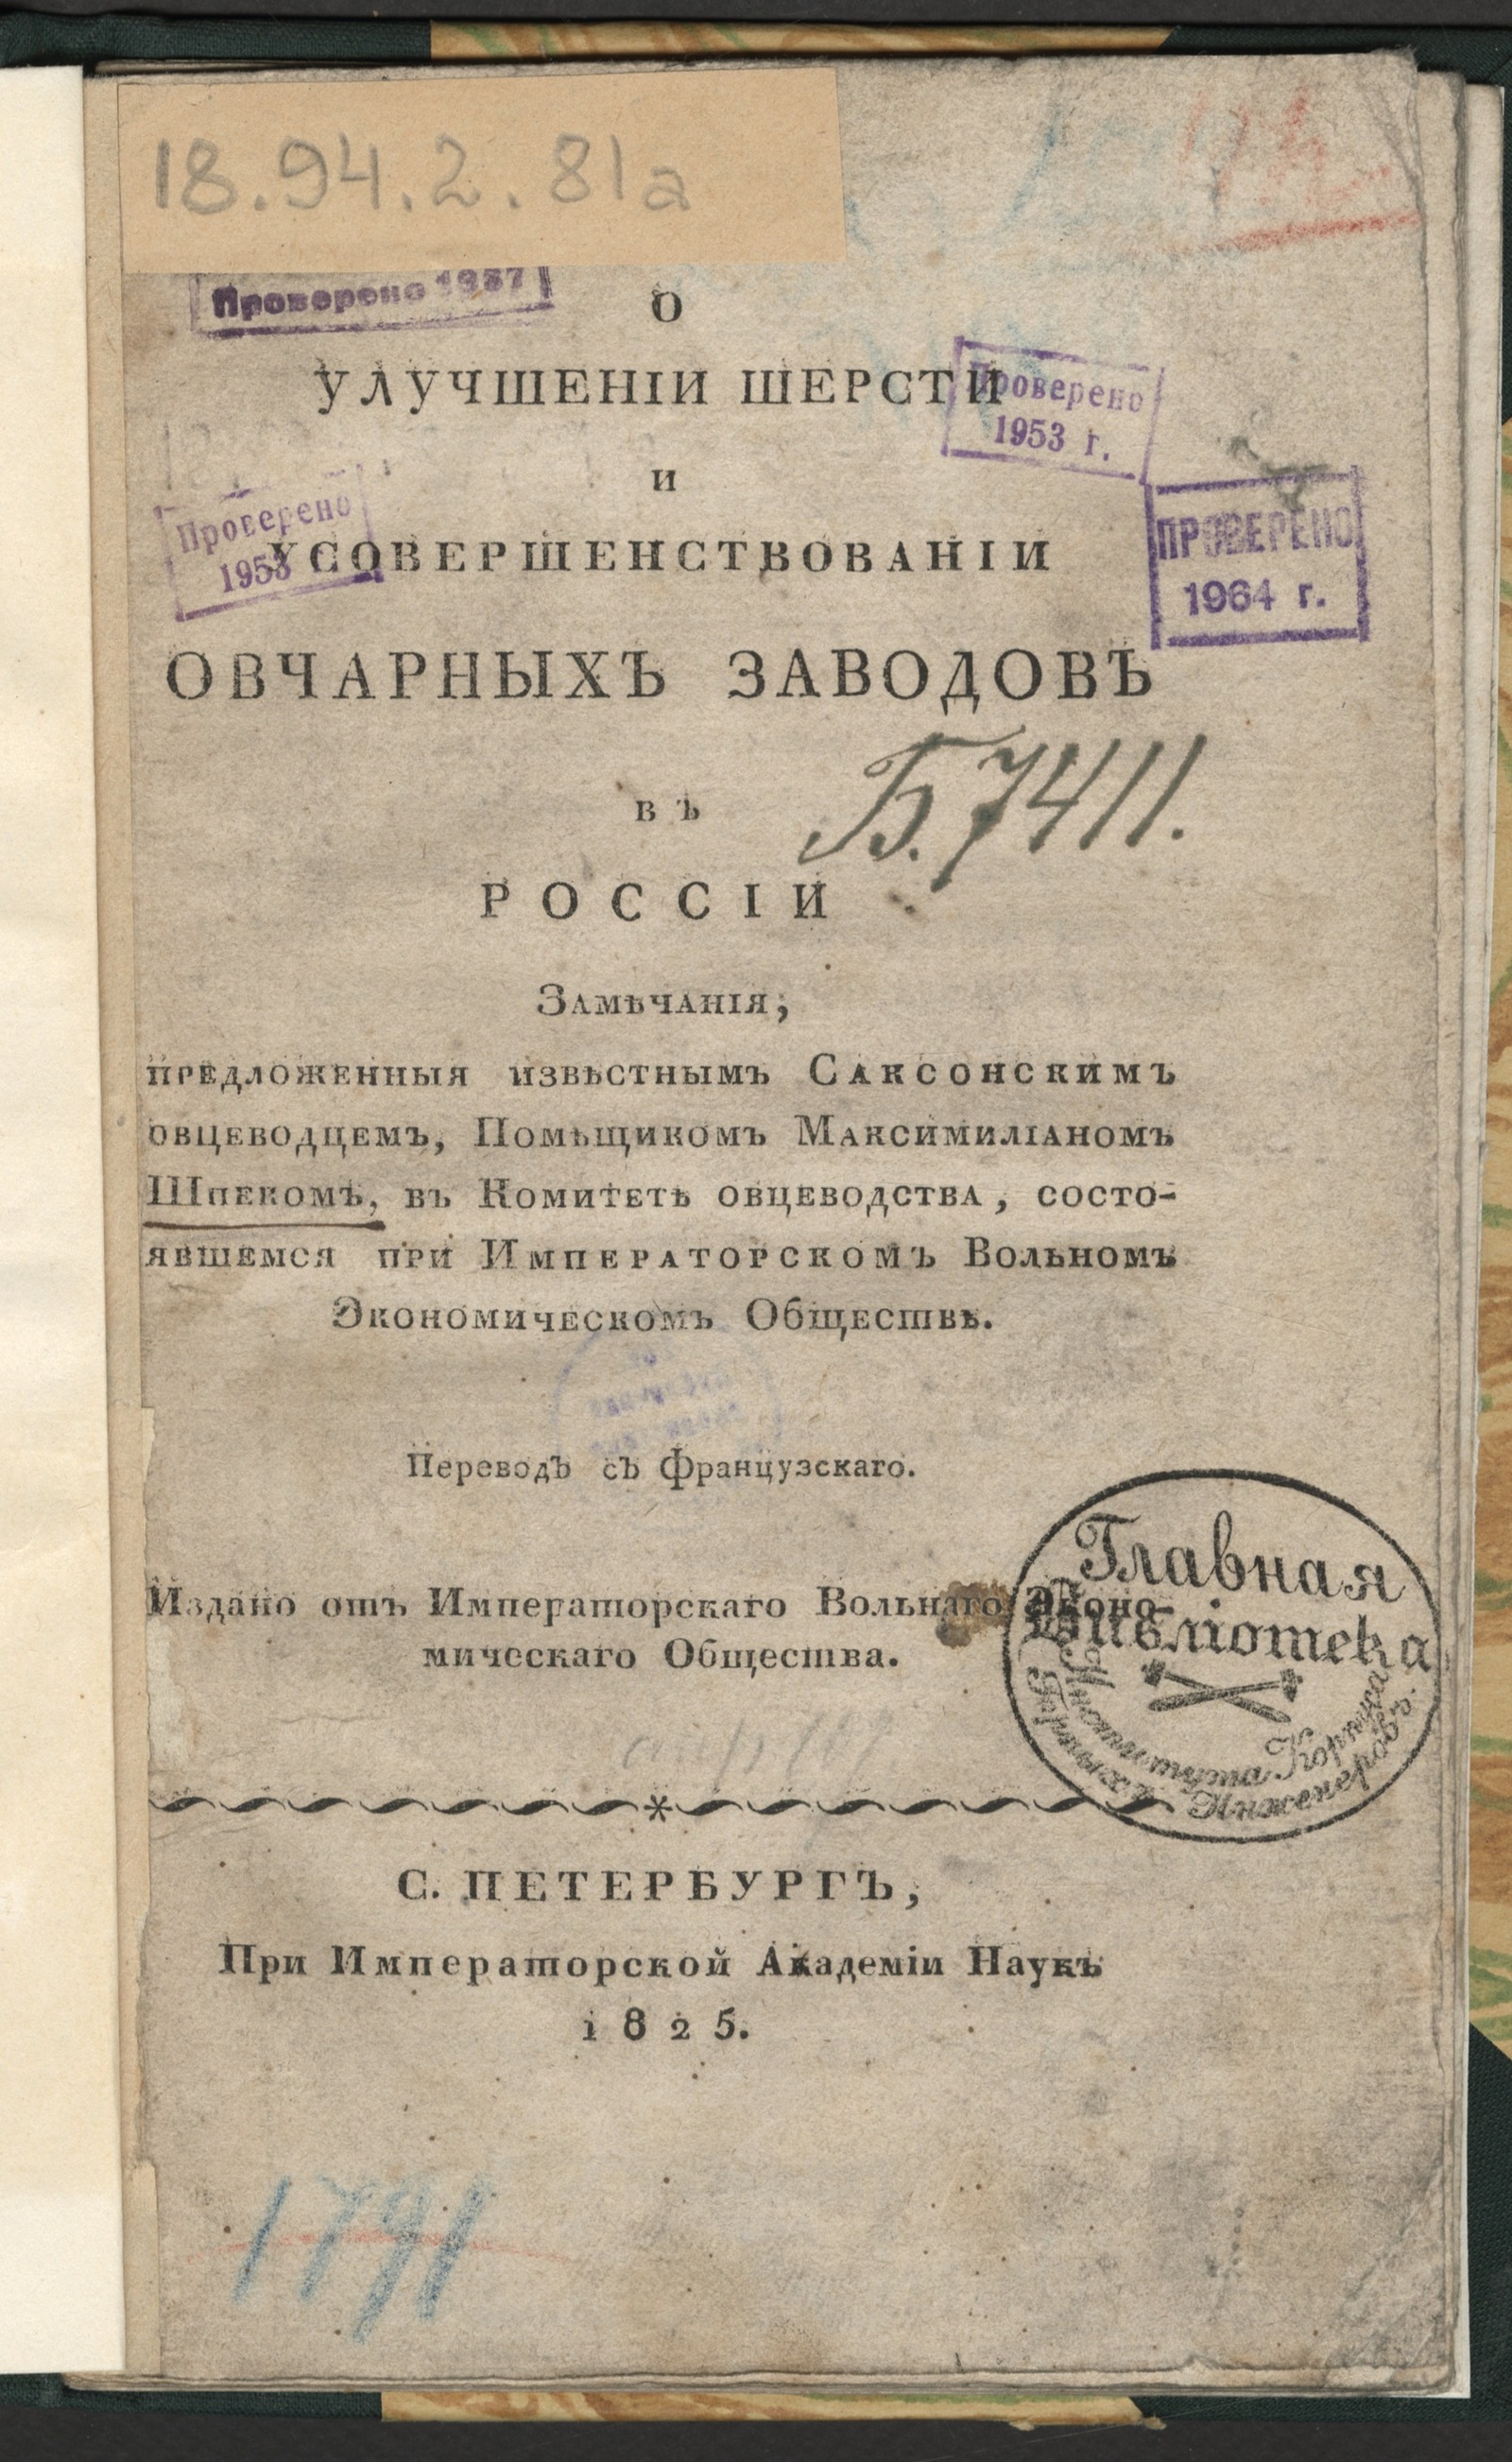 18.94.2.81а
Проверено 1937
О
УЛУЧШЕНІИ ШЕРСТИ
Проверено
1953 г.
И
Проверено
1953
УСОВЕРШЕНСТВОВАНІИ
ПРОВЕРЕНО
1964 г.
ОВЧАРНЫХЪ ЗАВОДОВЪ
въ
Б. 7411.
РОССІИ
Замѣчанія,
предложенныя извѣстнымъ Саксонскимъ
овцеводцемъ, Помѣщикомъ Максимиліаномъ
Шпекомъ, въ Комитетѣ овцеводства, состо-
явшемся при Императорскомъ Вольномъ
Экономическомъ Обществѣ.
Переводъ съ Французскаго.
Издано отъ Императорскаго Вольнаго Эконо-
мическаго Общества.
Главная
Библіотека
Института Корпуса
Горныхъ Инженеровъ.
С. ПЕТЕРБУРГЪ,
При Императорской Академіи Наукъ
1825.
1791